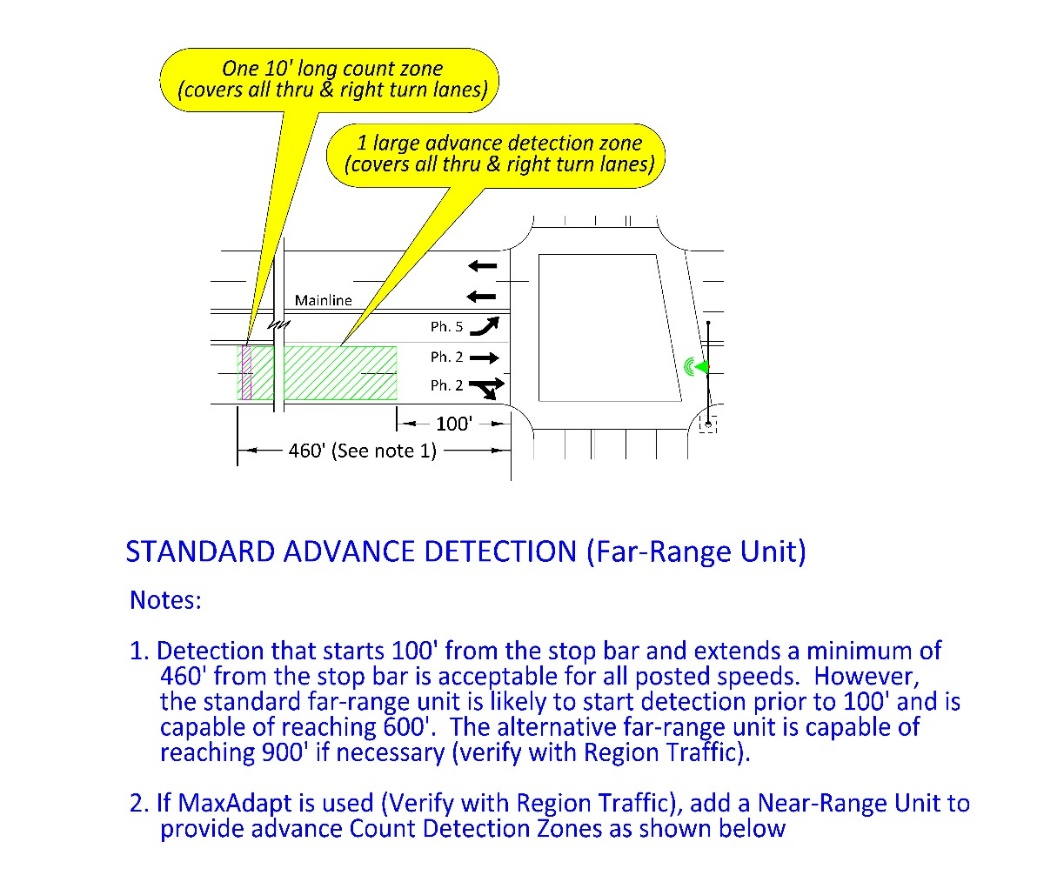 One 10' long count zone
(covers all thru & right turn lanes)
1 large advance detection zone
(covers all thru & right turn lanes)
Mainline
Ph. 5
Ph. 2
Ph. 2
100'
460' (See note 1)
STANDARD ADVANCE DETECTION (Far-Range Unit)
Notes:
1. Detection that starts 100' from the stop bar and extends a minimum of
460' from the stop bar is acceptable for all posted speeds. However,
the standard far-range unit is likely to start detection prior to 100' and is
capable of reaching 600'. The alternative far-range unit is capable of
reaching 900' if necessary (verify with Region Traffic).
2. If MaxAdapt is used (Verify with Region Traffic), add a Near-Range Unit to
provide advance Count Detection Zones as shown below